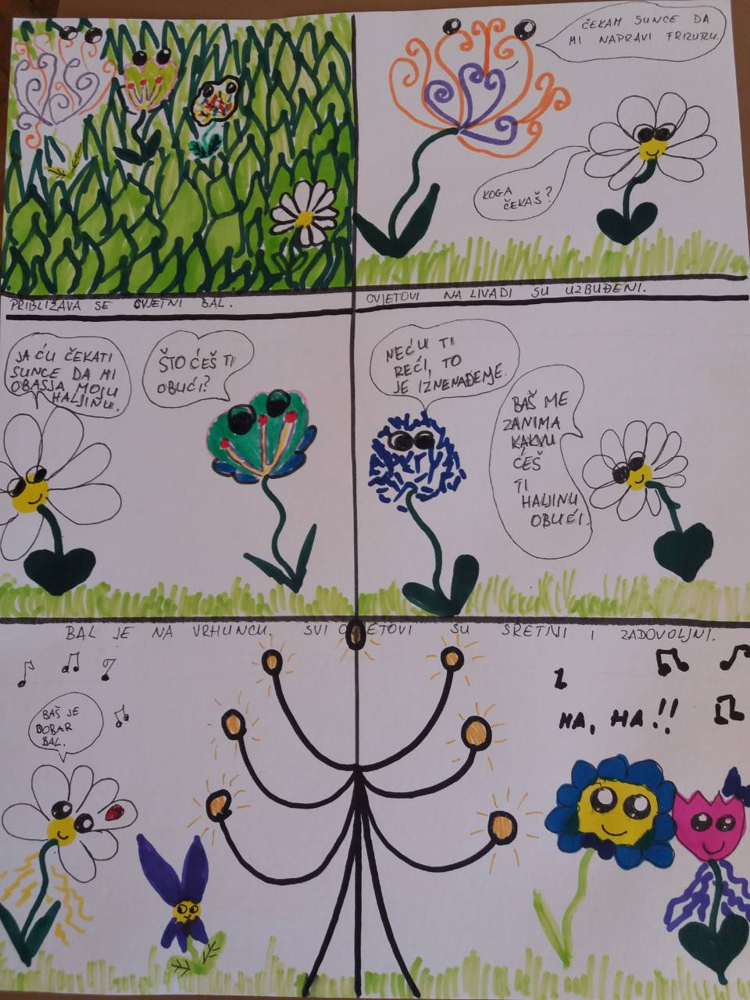 ČEKAM SUNCE DA
MI NAPRAVI FRIZURU.
KOGA
ČEKAŠ?
PRIBLIŽAVA SE CVJETNI BAL.
CVJETOVI NA LIVADI SU UZBUĐENI.
JA ĆU ČEKATI
SUNCE DA MI
OBASJA MOJU
HALJINU.
ŠTO ĆEŠ TI
OBUĆI?
NEĆU TI
REĆI, TO
JE IZNENAĐENJE.
BAŠ ME
ZANIMA
KAKVU
ĆEŠ
TI
HALJINU
OBUĆI.
BAL JE NA VRHUNCU. SVI CVJETOVI SU SRETNI I ZADOVOLJNI.
BAŠ JE
DOBAR
BAL.
HA, HA!!